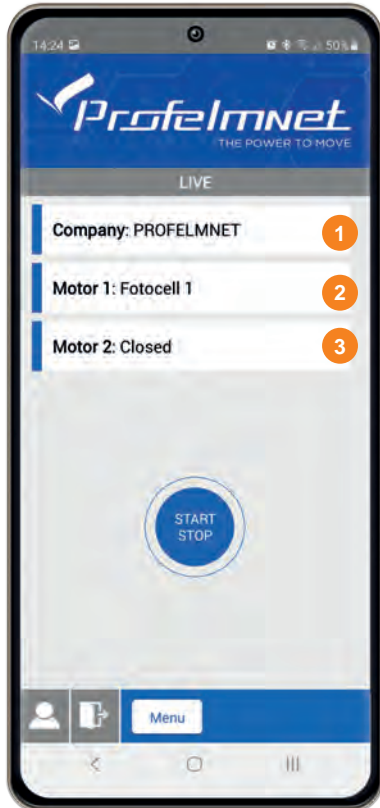 14:24 50%
Profelmnet
THE POWER TO MOVE
LIVE
Company: PROFELMNET
1
Motor 1: Fotocell 1
2
Motor 2: Closed
3
START
STOP
Menu